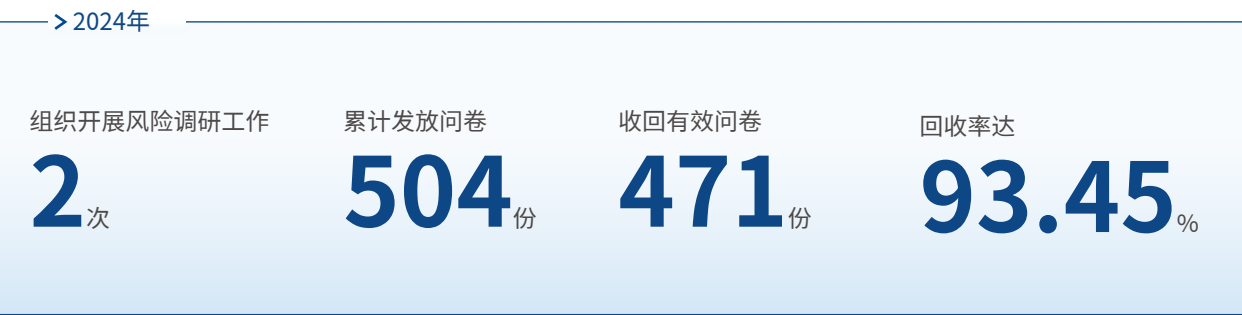 2024年
组织开展风险调研工作
2次
累计发放问卷
504份
收回有效问卷
471份
回收率达
93.45%